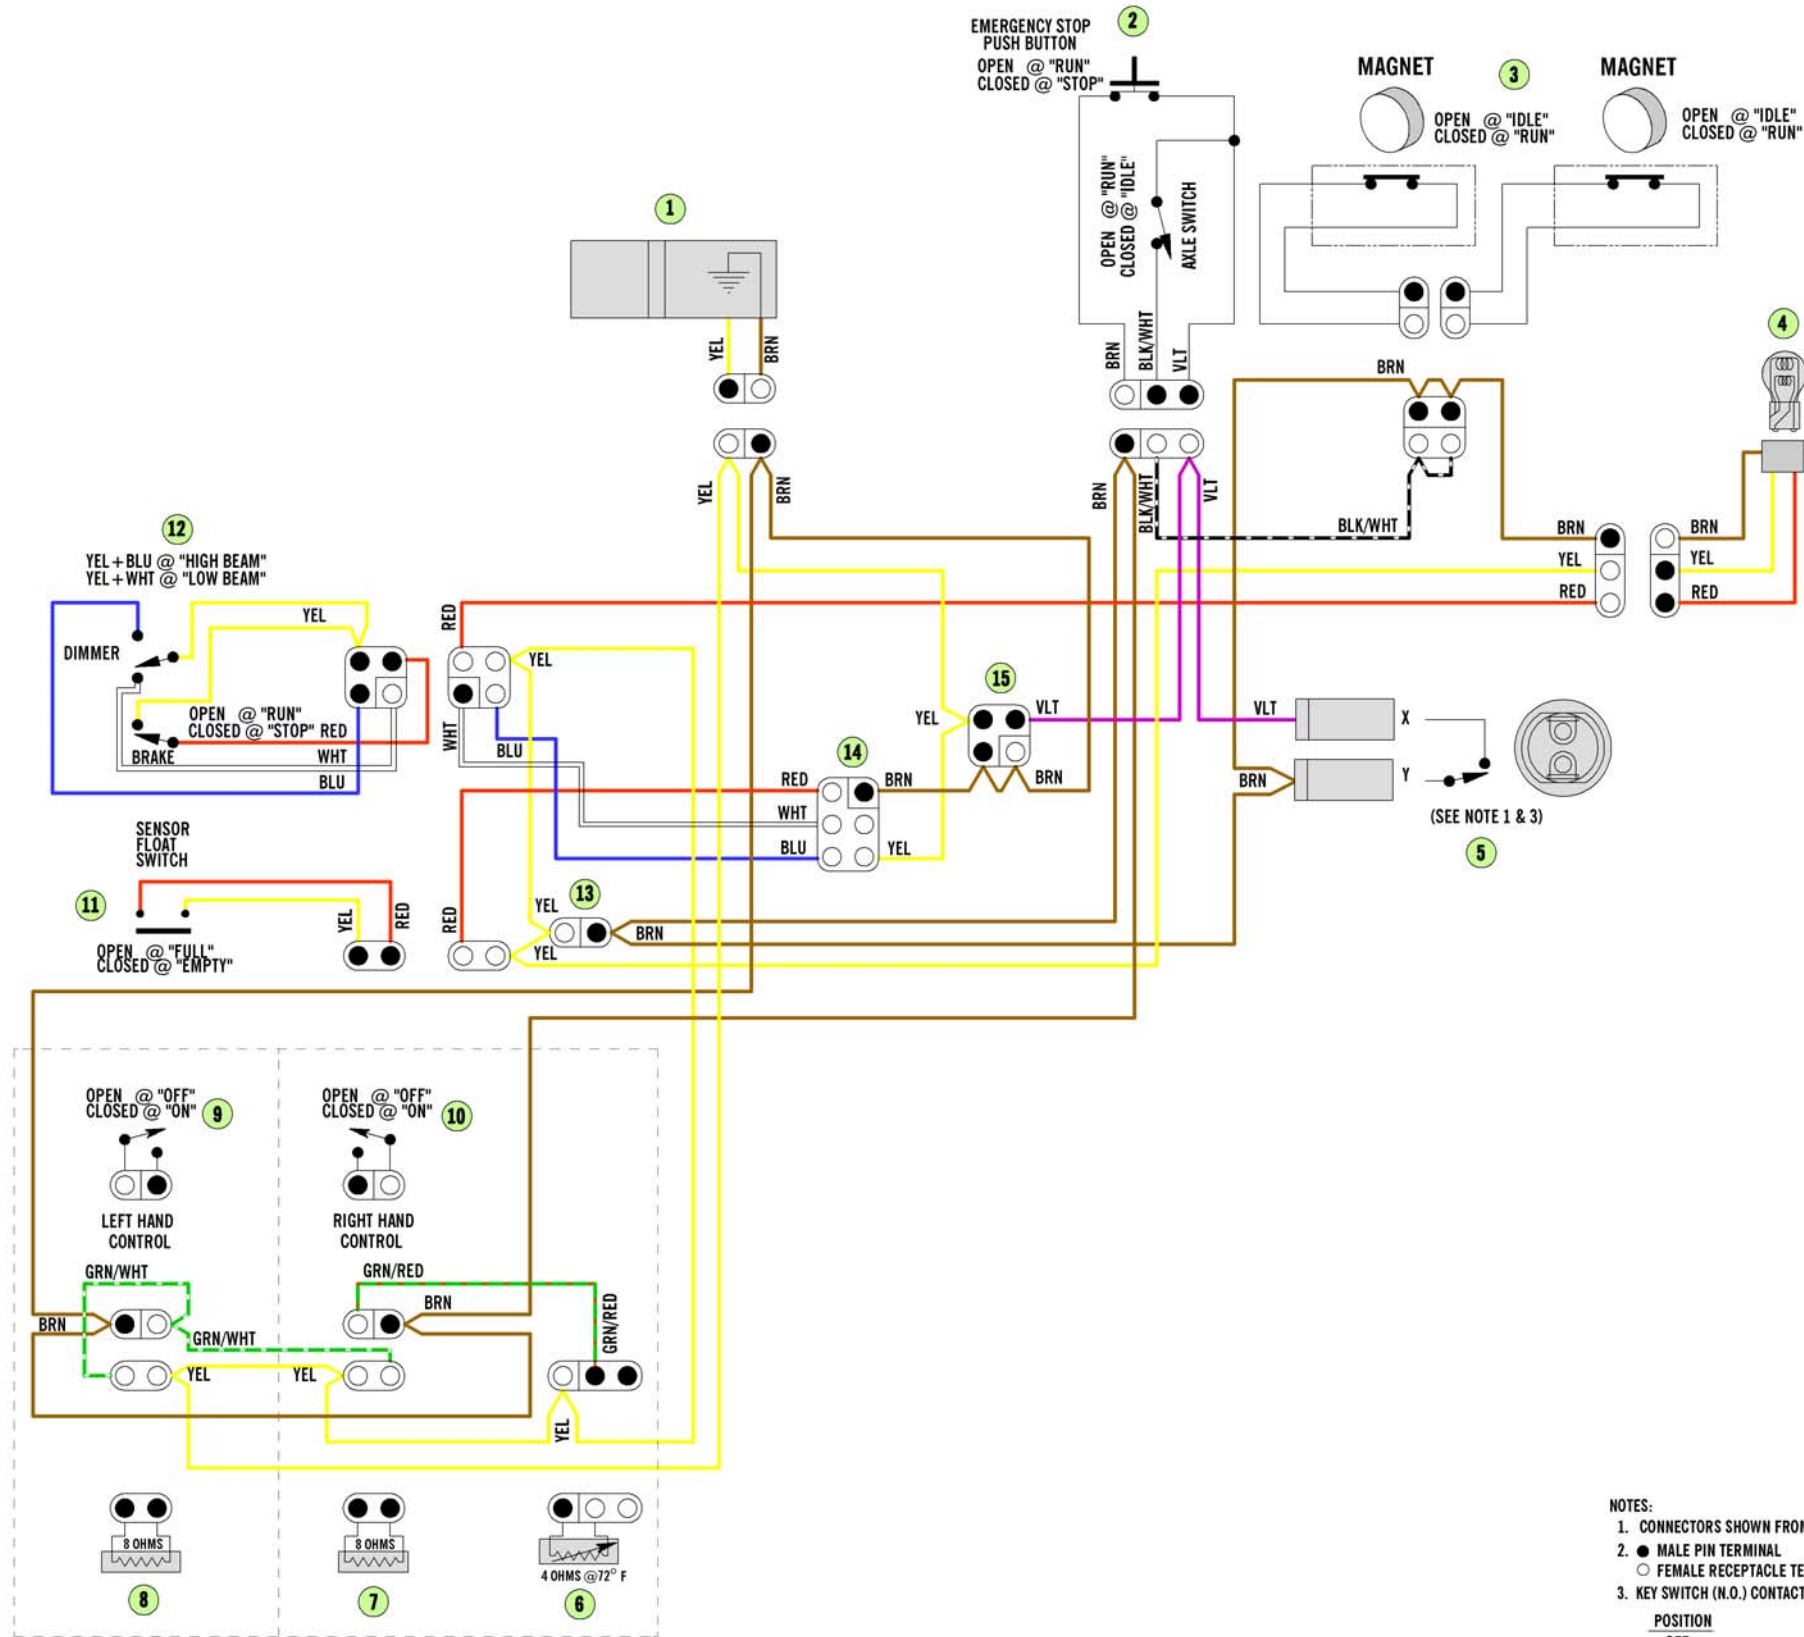 2
EMERGENCY STOP
PUSH BUTTON
OPEN @ "RUN"
CLOSED @ "STOP"
MAGNET
3
MAGNET
OPEN @ "IDLE"
CLOSED @ "RUN"
OPEN @ "IDLE"
CLOSED @ "RUN"
OPEN @ "RUN"
CLOSED @ "IDLE"
AXLE SWITCH
1
YEL
BRN
BRN
BLK/WHT
VLT
4
BRN
YEL
BRN
BRN
BLK/WHT
VLT
BLK/WHT
BRN
YEL
RED
BRN
YEL
RED
12
YEL+BLU @ "HIGH BEAM"
YEL+WHT @ "LOW BEAM"
YEL
DIMMER
OPEN @ "RUN"
CLOSED @ "STOP" RED
BRAKE
WHT
BLU
RED
YEL
WHT
BLU
15
YEL
VLT
BRN
14
RED
BRN
WHT
BLU
YEL
VLT
X
BRN
Y
(SEE NOTE 1 & 3)
5
SENSOR
FLOAT
SWITCH
11
OPEN @ "FULL"
CLOSED @ "EMPTY"
YEL
RED
RED
13
YEL
BRN
YEL
OPEN @ "OFF"
CLOSED @ "ON"
9
OPEN @ "OFF"
CLOSED @ "ON"
10
LEFT HAND
CONTROL
RIGHT HAND
CONTROL
GRN/WHT
GRN/RED
BRN
BRN
GRN/WHT
GRN/RED
YEL
YEL
YEL
8 OHMS
8 OHMS
4 OHMS @72° F
8
7
6
NOTES:
1. CONNECTORS SHOWN FROM
2. ● MALE PIN TERMINAL
○ FEMALE RECEPTACLE TE
3. KEY SWITCH (N.O.) CONTACT
POSITION